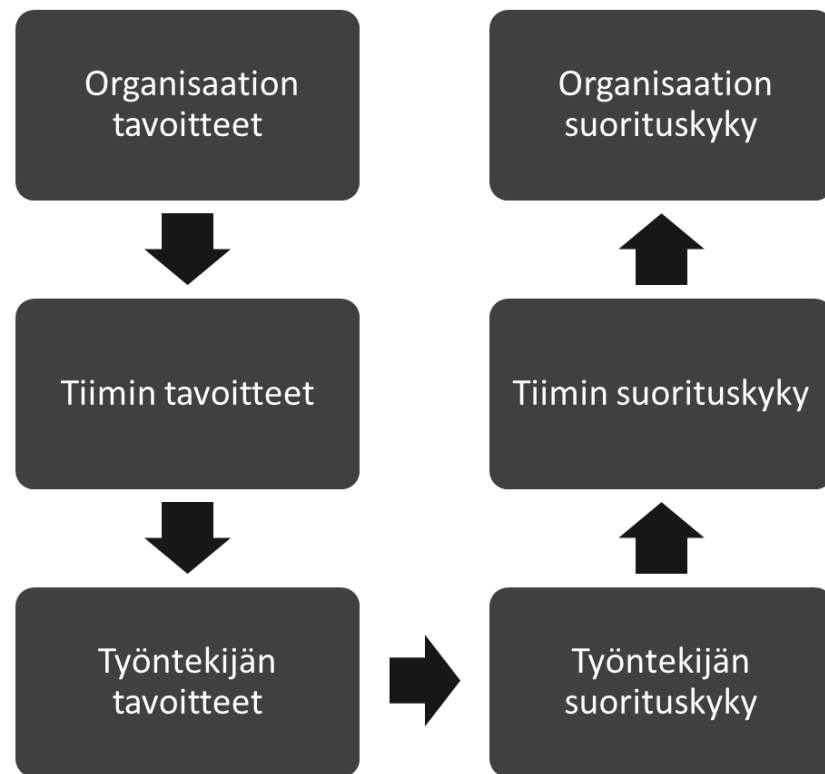 Organisaation
tavoitteet
Organisaation
suorituskyky
Tiimin tavoitteet
Tiimin suorituskyky
Työntekijän
tavoitteet
Työntekijän
suorituskyky